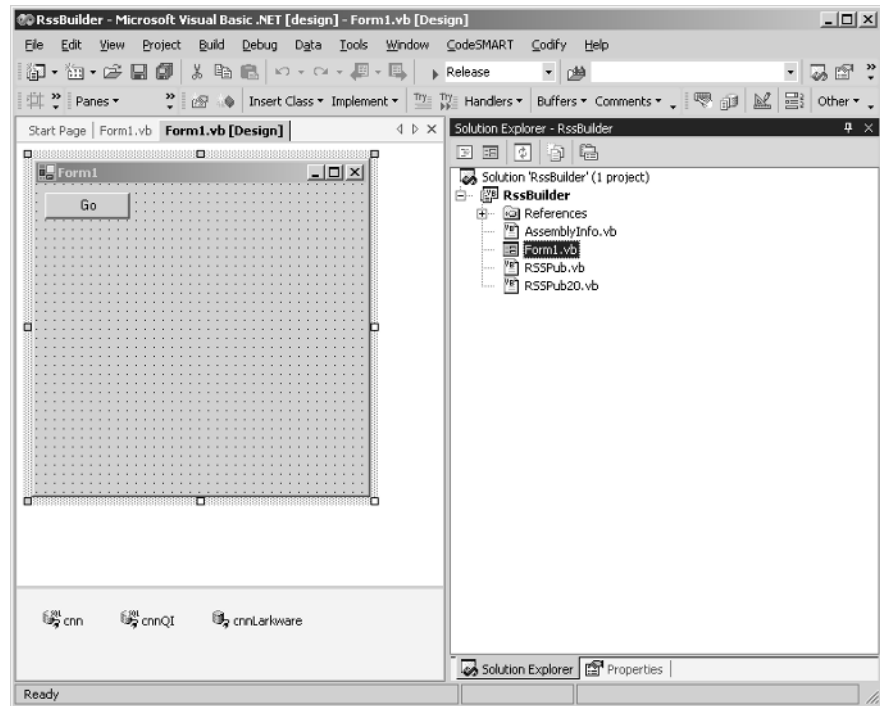 RssBuilder - Microsoft Visual Basic .NET [design] - Form1.vb [Design]
File Edit View Project Build Debug Data Tools Window CodeSMART Codify Help
Release
Panes Insert Class Implement Try Try Handlers Buffers Comments Other
Start Page Form1.vb Form1.vb [Design]
Form1
Go
cnn cnnQI cnnLarkware
Solution Explorer - RssBuilder
Solution 'RssBuilder' (1 project)
RssBuilder
References
AssemblyInfo.vb
Form1.vb
RSSPub.vb
RSSPub20.vb
Solution Explorer Properties
Ready